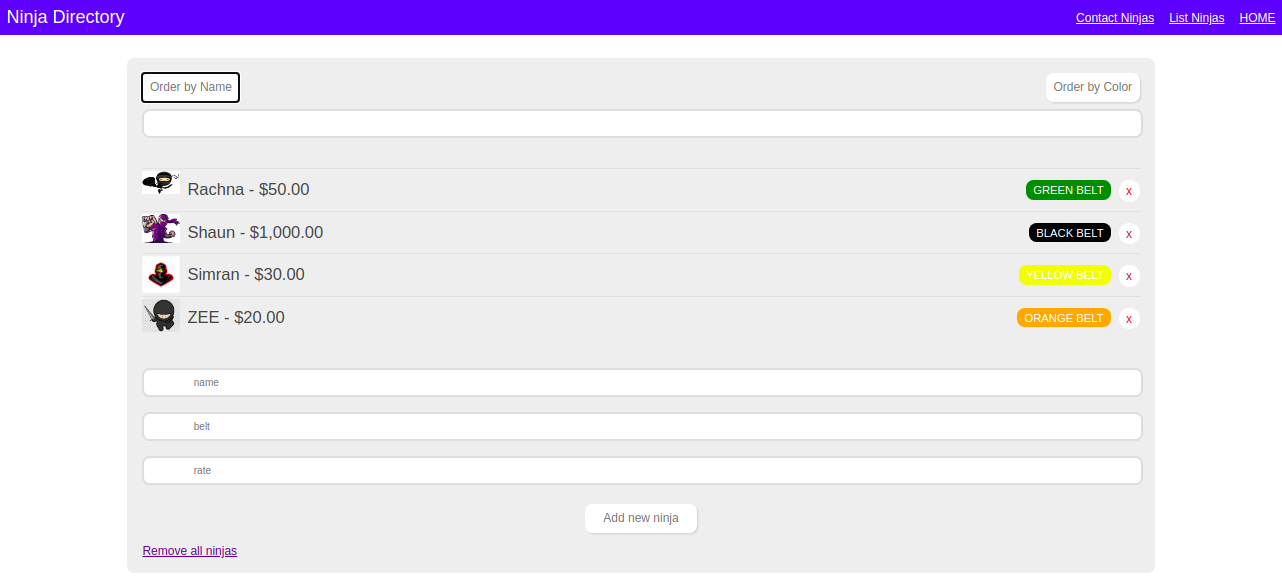 Ninja Directory
Contact Ninjas List Ninjas HOME
Order by Name Order by Color
Rachna - $50.00 GREEN BELT x
Shaun - $1,000.00 BLACK BELT x
Simran - $30.00 YELLOW BELT x
ZEE - $20.00 ORANGE BELT x
name
belt
rate
Add new ninja
Remove all ninjas